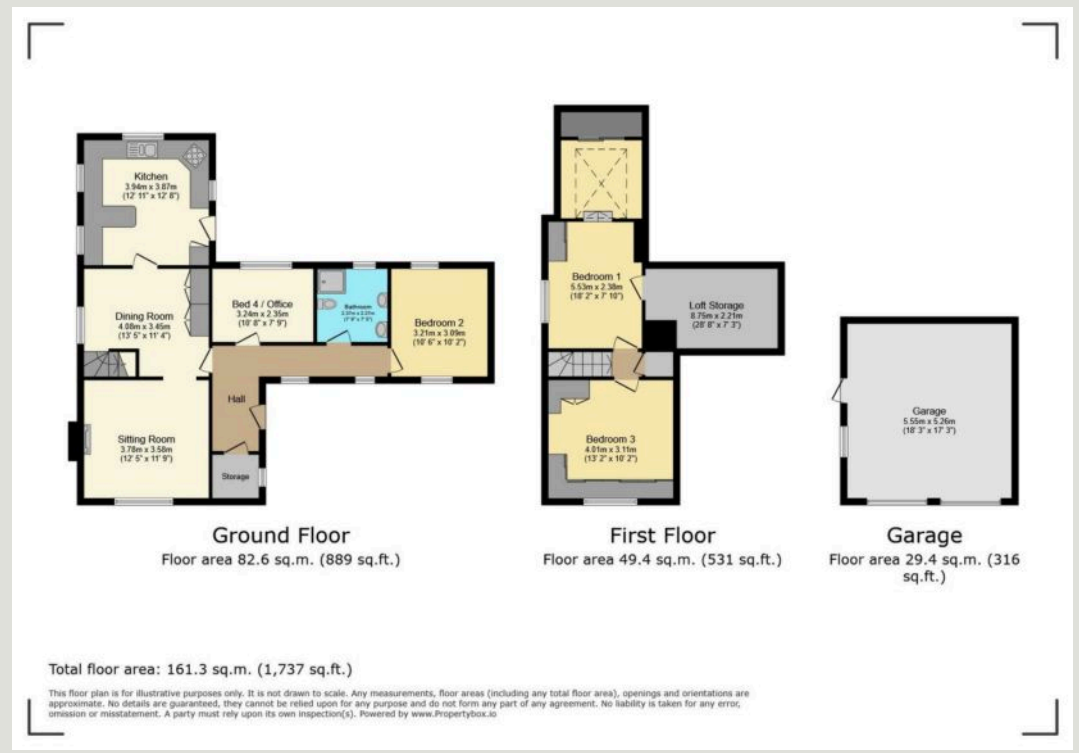 Kitchen
3.94m x 3.87m
(12' 11" x 12' 8")
Dining Room
4.08m x 3.45m
(13' 5" x 11' 4")
Bed 4 / Office
3.24m x 2.35m
(10' 8" x 7' 9")
Bathroom
Bedroom 2
3.21m x 3.09m
(10' 6" x 10' 2")
Hall
Sitting Room
3.78m x 3.58m
(12' 5" x 11' 9")
Storage
Ground Floor
Floor area 82.6 sq.m. (889 sq.ft.)
Bedroom 1
5.53m x 2.38m
(18' 2" x 7' 10")
Loft Storage
8.75m x 2.21m
(28' 8" x 7' 3")
Bedroom 3
4.01m x 3.11m
(13' 2" x 10' 2")
First Floor
Floor area 49.4 sq.m. (531 sq.ft.)
Garage
5.55m x 5.26m
(18' 3" x 17' 3")
Garage
Floor area 29.4 sq.m. (316
sq.ft.)
Total floor area: 161.3 sq.m. (1,737 sq.ft.)
This floor plan is for illustrative purposes only. It is not drawn to scale. Any measurements, floor areas (including any total floor area), openings and orientations are
approximate. No details are guaranteed, they cannot be relied upon for any purpose and do not form any part of any agreement. No liability is taken for any error,
omission or misstatement. A party must rely upon its own inspection(s). Powered by www.Propertybox.io